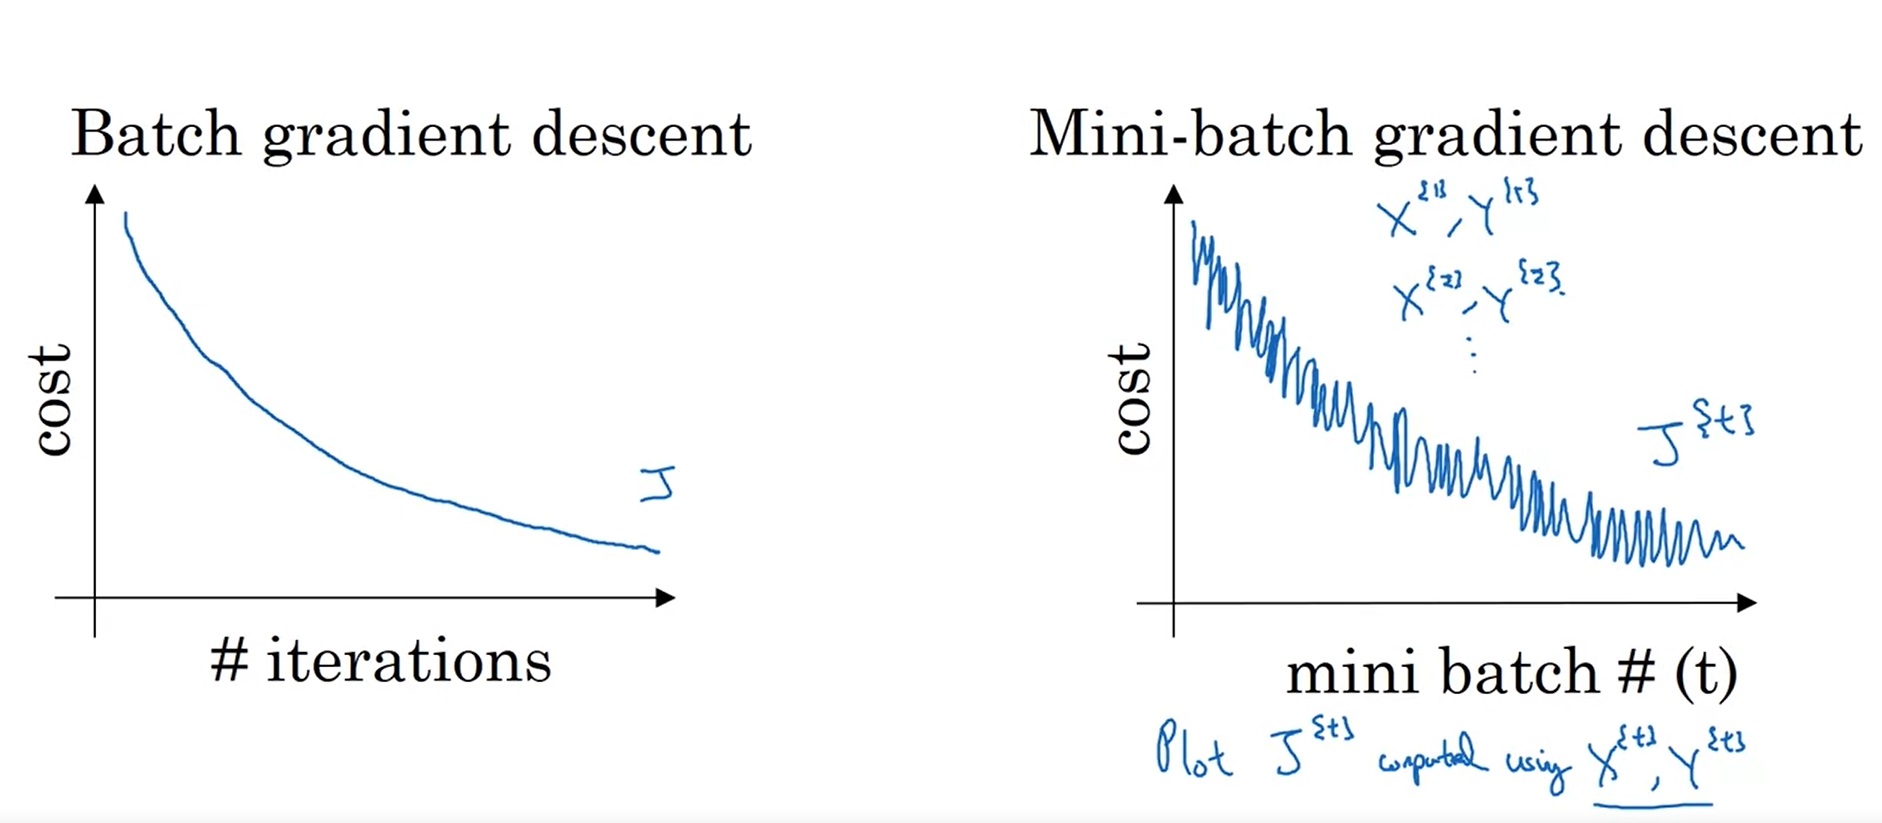 Batch gradient descent
cost
J
# iterations
Mini-batch gradient descent
X^{1}, Y^{1}
X^{2}, Y^{2}.
⋮
cost
J^{t}
mini batch # (t)
Plot J^{t} computed using X^{t}, Y^{t}